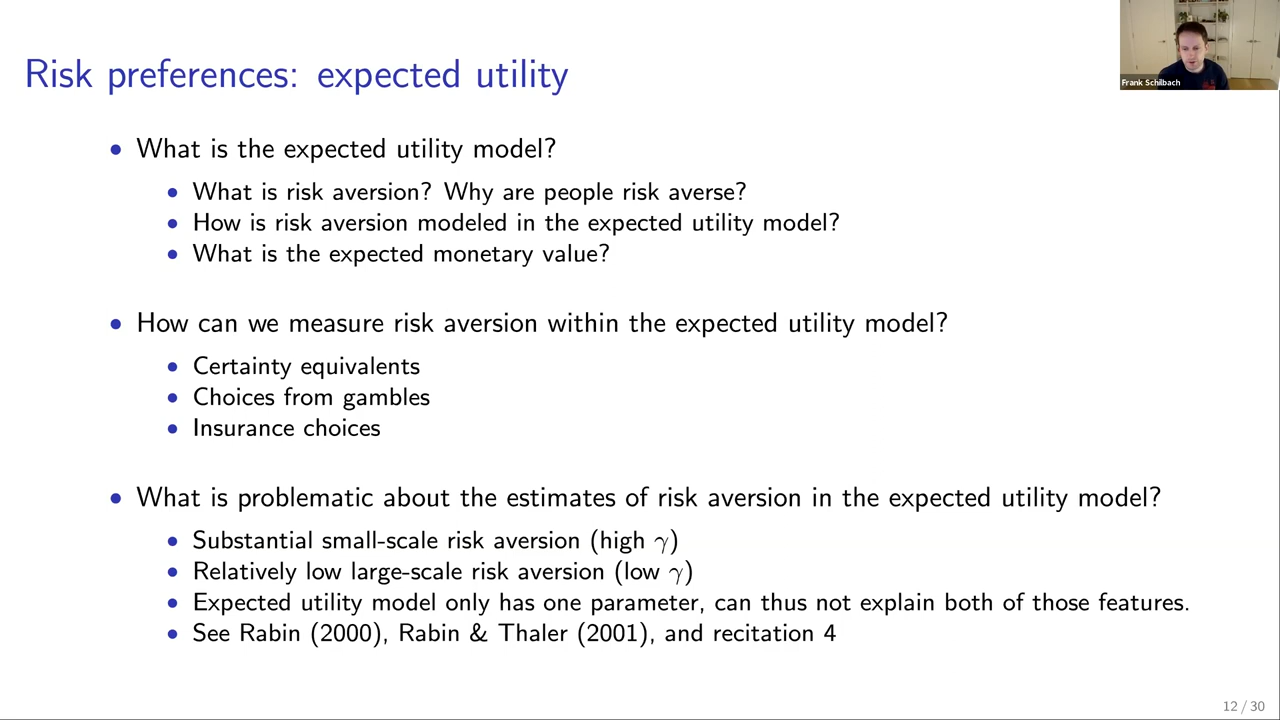 Risk preferences: expected utility
Frank Schilbach
• What is the expected utility model?
• What is risk aversion? Why are people risk averse?
• How is risk aversion modeled in the expected utility model?
• What is the expected monetary value?
• How can we measure risk aversion within the expected utility model?
• Certainty equivalents
• Choices from gambles
• Insurance choices
• What is problematic about the estimates of risk aversion in the expected utility model?
• Substantial small-scale risk aversion (high γ)
• Relatively low large-scale risk aversion (low γ)
• Expected utility model only has one parameter, can thus not explain both of those features.
• See Rabin (2000), Rabin & Thaler (2001), and recitation 4
12 / 30